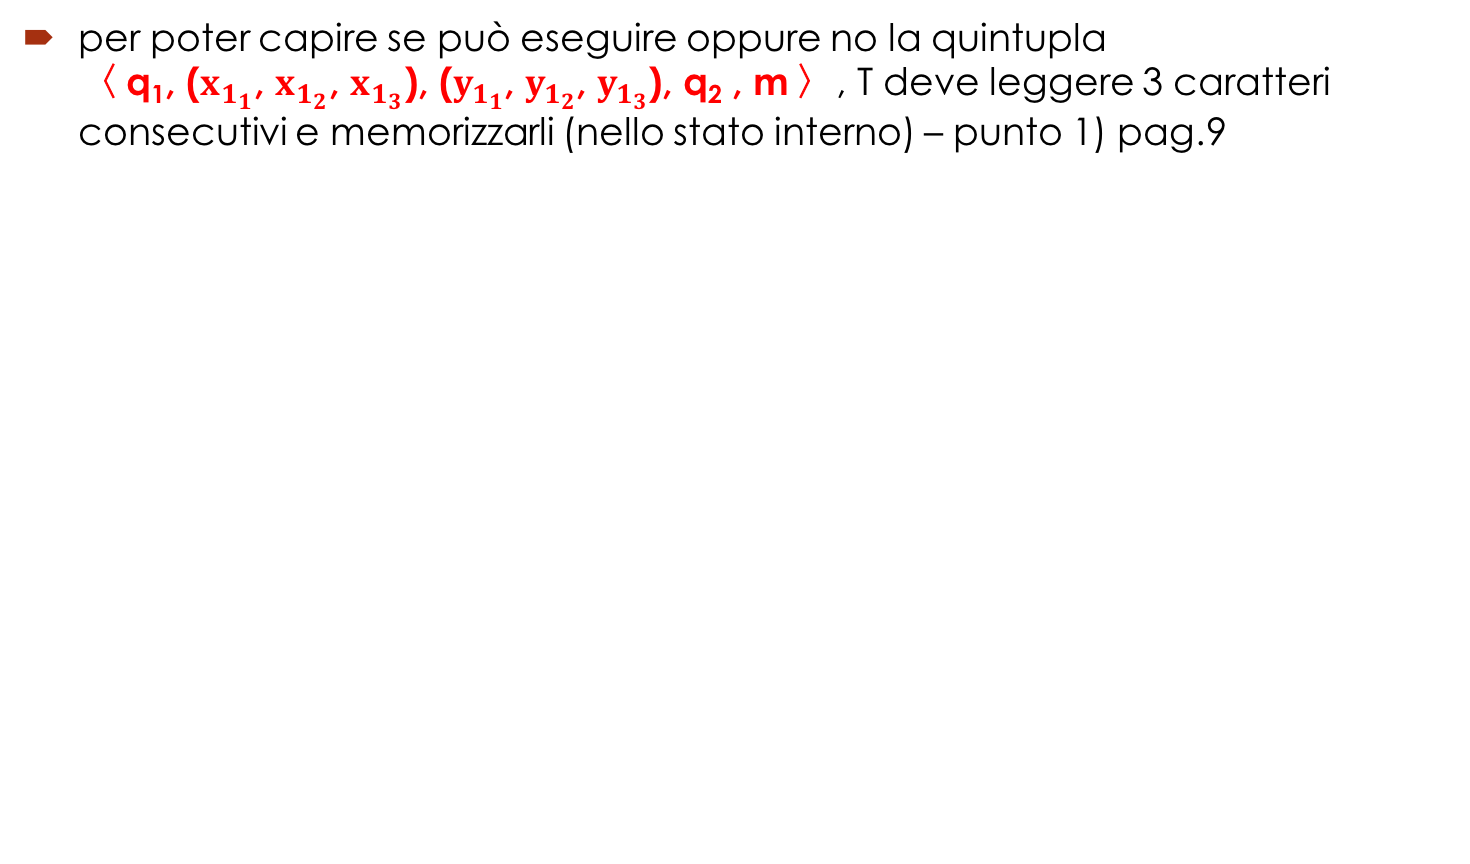 per poter capire se può eseguire oppure no la quintupla
〈 q₁, (x₁₁, x₁₂, x₁₃), (y₁₁, y₁₂, y₁₃), q₂ , m 〉 , T deve leggere 3 caratteri
consecutivi e memorizzarli (nello stato interno) – punto 1) pag.9